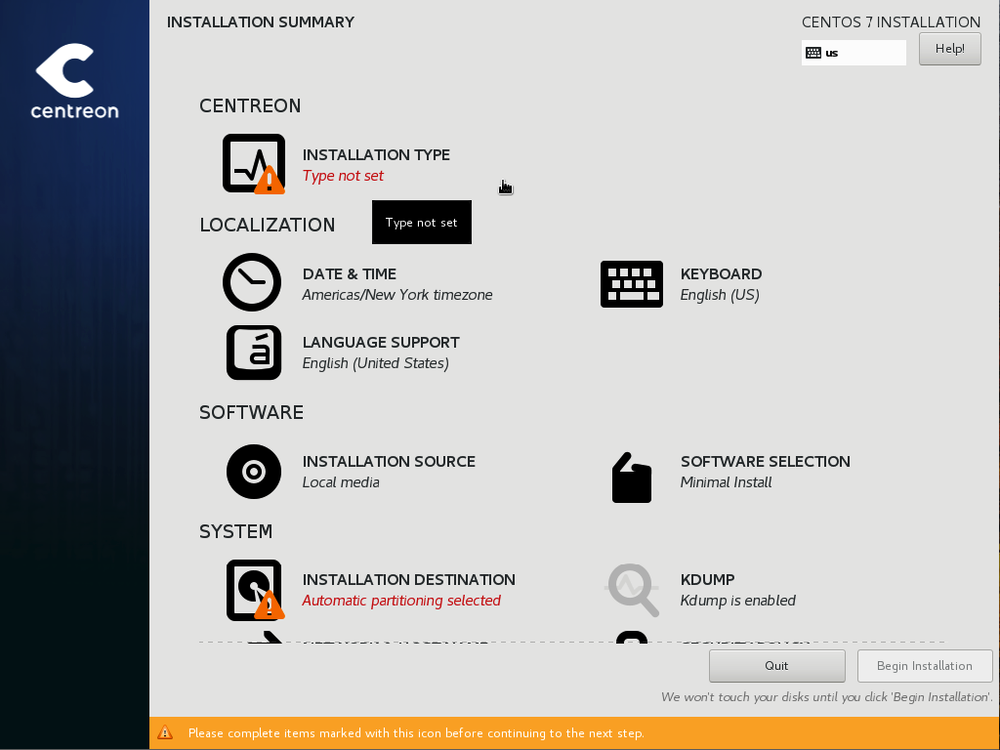 INSTALLATION SUMMARY
CENTOS 7 INSTALLATION
us
Help!
centreon
CENTREON
INSTALLATION TYPE
Type not set
LOCALIZATION
Type not set
DATE & TIME
Americas/New York timezone
KEYBOARD
English (US)
á
LANGUAGE SUPPORT
English (United States)
SOFTWARE
INSTALLATION SOURCE
Local media
SOFTWARE SELECTION
Minimal Install
SYSTEM
INSTALLATION DESTINATION
Automatic partitioning selected
KDUMP
Kdump is enabled
Quit
Begin Installation
We won't touch your disks until you click 'Begin Installation'.
Please complete items marked with this icon before continuing to the next step.